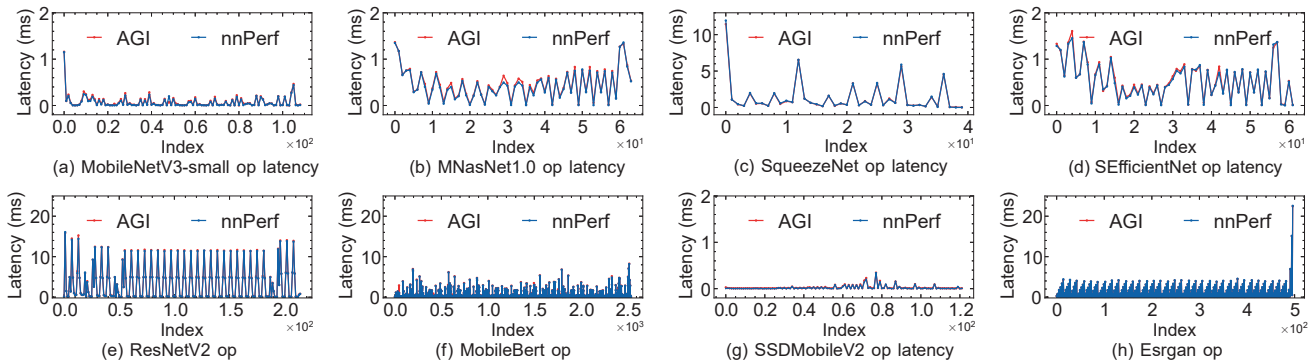 Latency (ms)
2
1
0
AGI
nnPerf
0.0 0.2 0.4 0.6 0.8 1.0
Index
×10²
(a) MobileNetV3-small op latency
Latency (ms)
2
1
0
AGI
nnPerf
0 1 2 3 4 5 6
Index
×10¹
(b) MNasNet1.0 op latency
Latency (ms)
10
5
0
AGI
nnPerf
0 1 2 3 4
Index
×10¹
(c) SqueezeNet op latency
Latency (ms)
2
1
0
AGI
nnPerf
0 1 2 3 4 5 6
Index
×10¹
(d) SEfficientNet op latency
Latency (ms)
20
10
0
AGI
nnPerf
0.0 0.5 1.0 1.5 2.0
Index
×10²
(e) ResNetV2 op
Latency (ms)
20
10
0
AGI
nnPerf
0.0 0.5 1.0 1.5 2.0 2.5
Index
×10³
(f) MobileBert op
Latency (ms)
4
2
0
AGI
nnPerf
0.0 0.2 0.4 0.6 0.8 1.0 1.2
Index
×10²
(g) SSDMobileV2 op latency
Latency (ms)
20
10
0
AGI
nnPerf
0 1 2 3 4 5
Index
×10²
(h) Esrgan op